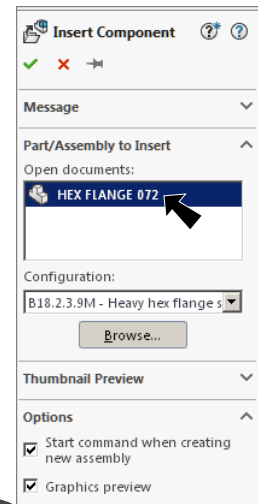 Insert Component
Message
Part/Assembly to Insert
Open documents:
HEX FLANGE 072
Configuration:
B18.2.3.9M - Heavy hex flange s
Browse...
Thumbnail Preview
Options
Start command when creating
new assembly
Graphics preview